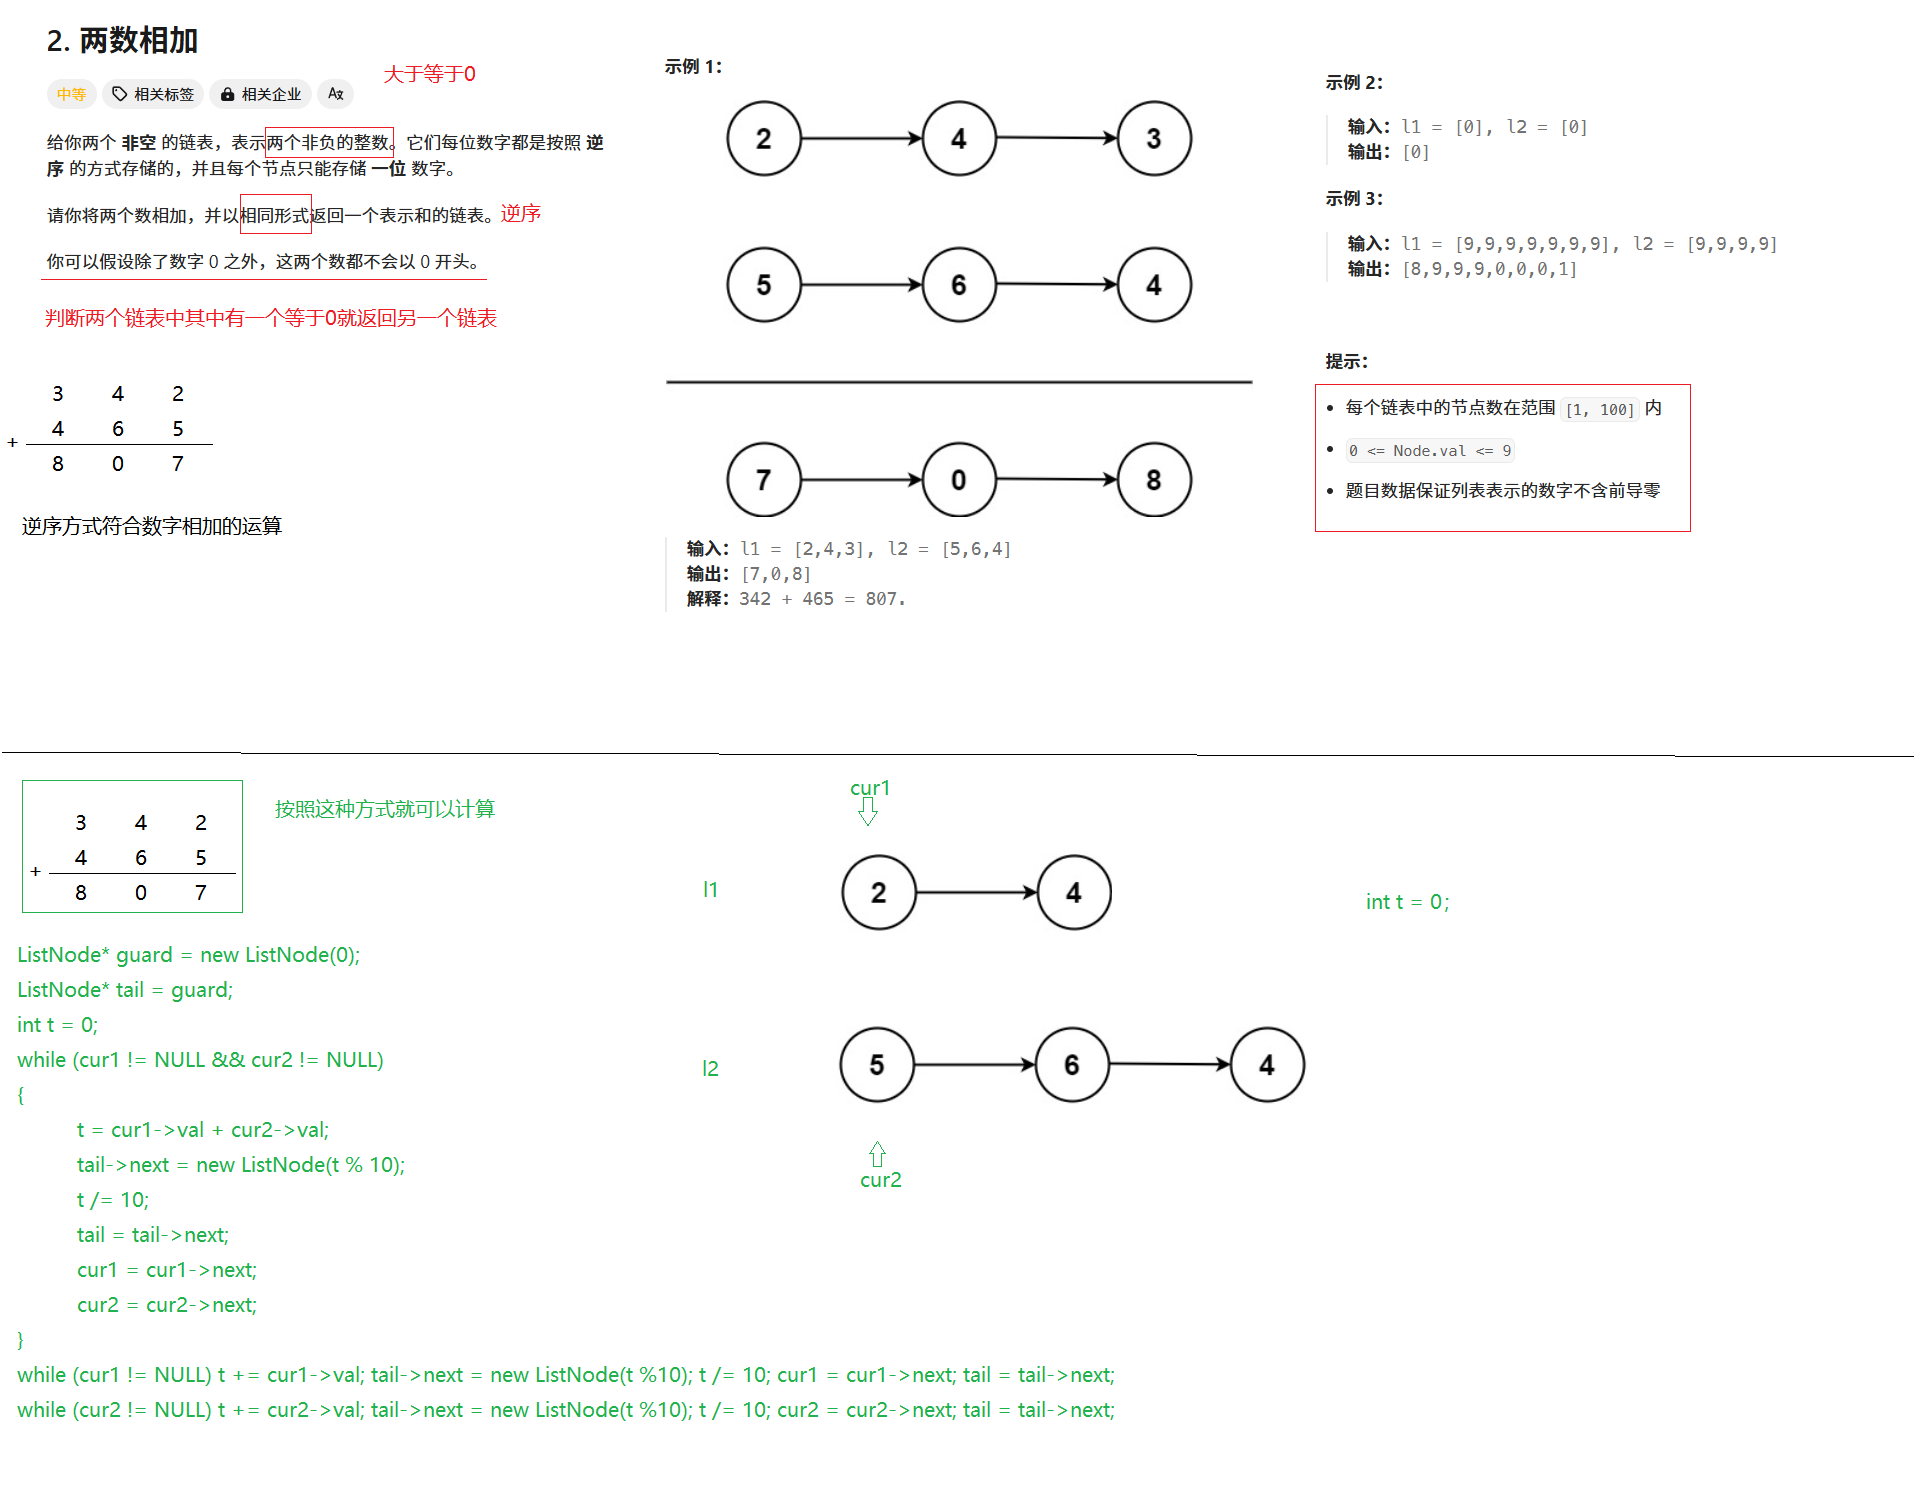 2. 两数相加
中等 相关标签 相关企业
大于等于0
给你两个 非空 的链表，表示两个非负的整数。它们每位数字都是按照 逆
序 的方式存储的，并且每个节点只能存储 一位 数字。
请你将两个数相加，并以相同形式返回一个表示和的链表。逆序
你可以假设除了数字 0 之外，这两个数都不会以 0 开头。
判断两个链表中其中有一个等于0就返回另一个链表
3 4 2
4 6 5
+
8 0 7
逆序方式符合数字相加的运算
示例 1：
2 4 3
5 6 4
7 0 8
输入：l1 = [2,4,3], l2 = [5,6,4]
输出：[7,0,8]
解释：342 + 465 = 807.
示例 2：
输入：l1 = [0], l2 = [0]
输出：[0]
示例 3：
输入：l1 = [9,9,9,9,9,9,9], l2 = [9,9,9,9]
输出：[8,9,9,9,0,0,0,1]
提示：
• 每个链表中的节点数在范围 [1, 100] 内
• 0 <= Node.val <= 9
• 题目数据保证列表表示的数字不含前导零
3 4 2
4 6 5
+
8 0 7
按照这种方式就可以计算
ListNode* guard = new ListNode(0);
ListNode* tail = guard;
int t = 0;
while (cur1 != NULL && cur2 != NULL)
{
t = cur1->val + cur2->val;
tail->next = new ListNode(t % 10);
t /= 10;
tail = tail->next;
cur1 = cur1->next;
cur2 = cur2->next;
}
while (cur1 != NULL) t += cur1->val; tail->next = new ListNode(t %10); t /= 10; cur1 = cur1->next; tail = tail->next;
while (cur2 != NULL) t += cur2->val; tail->next = new ListNode(t %10); t /= 10; cur2 = cur2->next; tail = tail->next;
cur1
l1 2 4
int t = 0;
l2 5 6 4
cur2